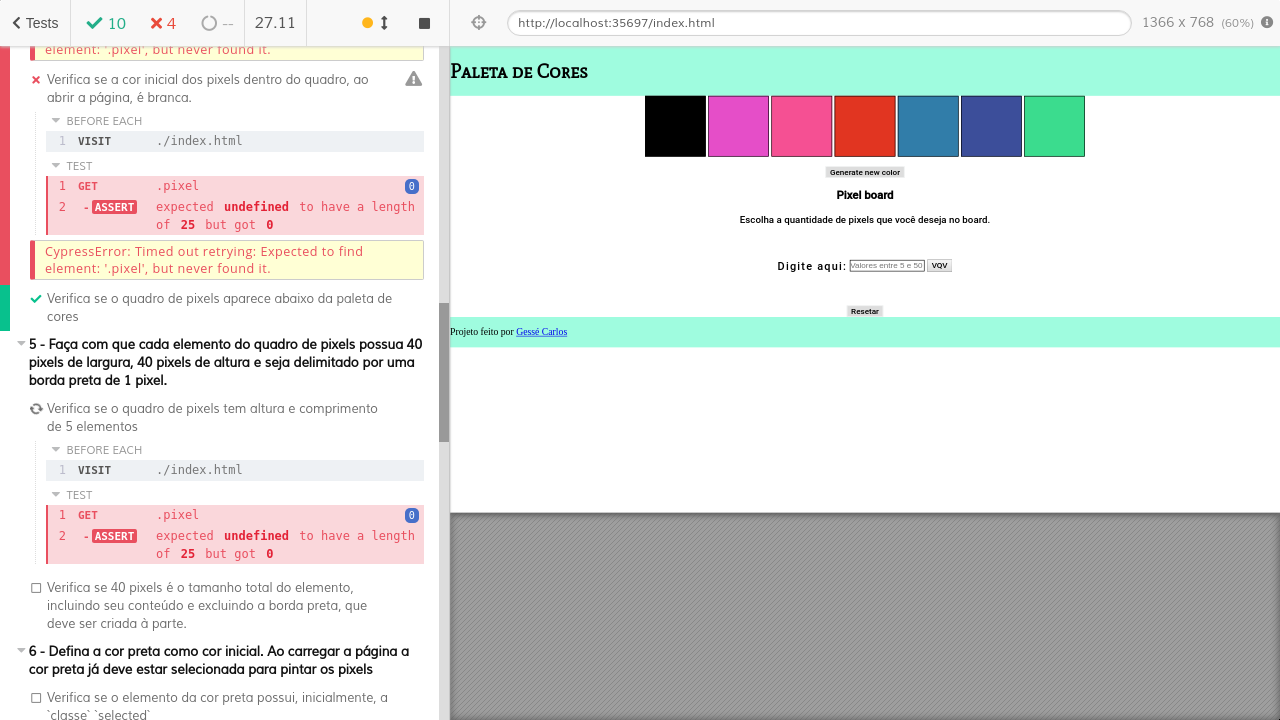 Tests
10
4
--
27.11
http://localhost:35697/index.html
1366 x 768 (60%)
element: '.pixel', but never found it.
Verifica se a cor inicial dos pixels dentro do quadro, ao
abrir a página, é branca.
BEFORE EACH
1 VISIT ./index.html
TEST
1 GET .pixel 0
2 -ASSERT expected undefined to have a length
of 25 but got 0
CypressError: Timed out retrying: Expected to find
element: '.pixel', but never found it.
Verifica se o quadro de pixels aparece abaixo da paleta de
cores
5 - Faça com que cada elemento do quadro de pixels possua 40
pixels de largura, 40 pixels de altura e seja delimitado por uma
borda preta de 1 pixel.
Verifica se o quadro de pixels tem altura e comprimento
de 5 elementos
BEFORE EACH
1 VISIT ./index.html
TEST
1 GET .pixel 0
2 -ASSERT expected undefined to have a length
of 25 but got 0
Verifica se 40 pixels é o tamanho total do elemento,
incluindo seu conteúdo e excluindo a borda preta, que
deve ser criada à parte.
6 - Defina a cor preta como cor inicial. Ao carregar a página a
cor preta já deve estar selecionada para pintar os pixels
Verifica se o elemento da cor preta possui, inicialmente, a
`classe` `selected`
Paleta de Cores
Generate new color
Pixel board
Escolha a quantidade de pixels que você deseja no board.
Digite aqui: Valores entre 5 e 50 VQV
Resetar
Projeto feito por Gessé Carlos